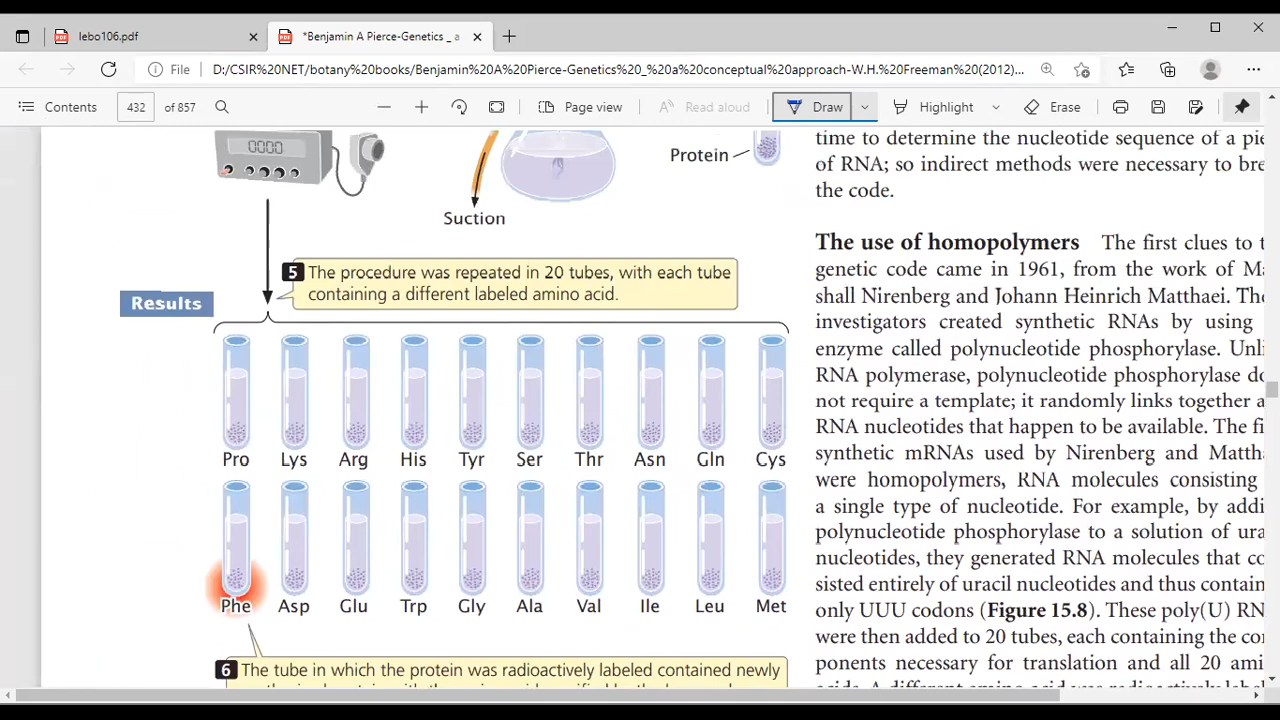 lebo106.pdf
*Benjamin A Pierce-Genetics _ a
File
D:/CSIR%20NET/botany%20books/Benjamin%20A%20Pierce-Genetics%20_%20a%20conceptual%20approach-W.H.%20Freeman%20(2012)...
Contents
432 of 857
Page view
Read aloud
Draw
Highlight
Erase
0000
Suction
Protein
5 The procedure was repeated in 20 tubes, with each tube
containing a different labeled amino acid.
Results
Pro Lys Arg His Tyr Ser Thr Asn Gln Cys
Phe Asp Glu Trp Gly Ala Val Ile Leu Met
6 The tube in which the protein was radioactively labeled contained newly
time to determine the nucleotide sequence of a pie
of RNA; so indirect methods were necessary to bre
the code.
The use of homopolymers The first clues to t
genetic code came in 1961, from the work of Ma
shall Nirenberg and Johann Heinrich Matthaei. The
investigators created synthetic RNAs by using
enzyme called polynucleotide phosphorylase. Unli
RNA polymerase, polynucleotide phosphorylase do
not require a template; it randomly links together a
RNA nucleotides that happen to be available. The fi
synthetic mRNAs used by Nirenberg and Mattha
were homopolymers, RNA molecules consisting
a single type of nucleotide. For example, by addi
polynucleotide phosphorylase to a solution of ura
nucleotides, they generated RNA molecules that co
sisted entirely of uracil nucleotides and thus contain
only UUU codons (Figure 15.8). These poly(U) RN
were then added to 20 tubes, each containing the co
ponents necessary for translation and all 20 ami